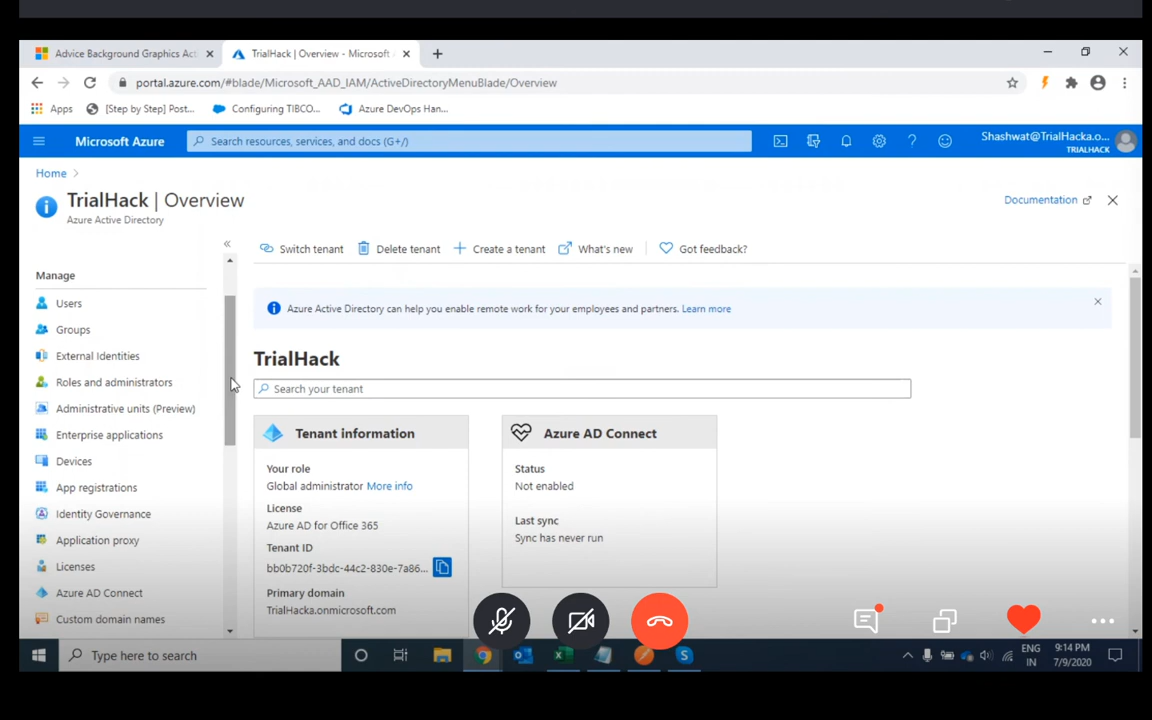 Advice Background Graphics Act
TrialHack | Overview - Microsoft
portal.azure.com/#blade/Microsoft_AAD_IAM/ActiveDirectoryMenuBlade/Overview
Apps
[Step by Step] Post...
Configuring TIBCO...
Azure DevOps Han...
Microsoft Azure
Search resources, services, and docs (G+/)
Shashwat@TrialHacka.o...
TRIALHACK
Home
TrialHack | Overview
Azure Active Directory
Documentation
Switch tenant
Delete tenant
Create a tenant
What's new
Got feedback?
Manage
Users
Groups
External Identities
Roles and administrators
Administrative units (Preview)
Enterprise applications
Devices
App registrations
Identity Governance
Application proxy
Licenses
Azure AD Connect
Custom domain names
Azure Active Directory can help you enable remote work for your employees and partners. Learn more
TrialHack
Search your tenant
Tenant information
Your role
Global administrator More info
License
Azure AD for Office 365
Tenant ID
bb0b720f-3bdc-44c2-830e-7a86...
Primary domain
TrialHacka.onmicrosoft.com
Azure AD Connect
Status
Not enabled
Last sync
Sync has never run
Type here to search
ENG
IN
9:14 PM
7/9/2020